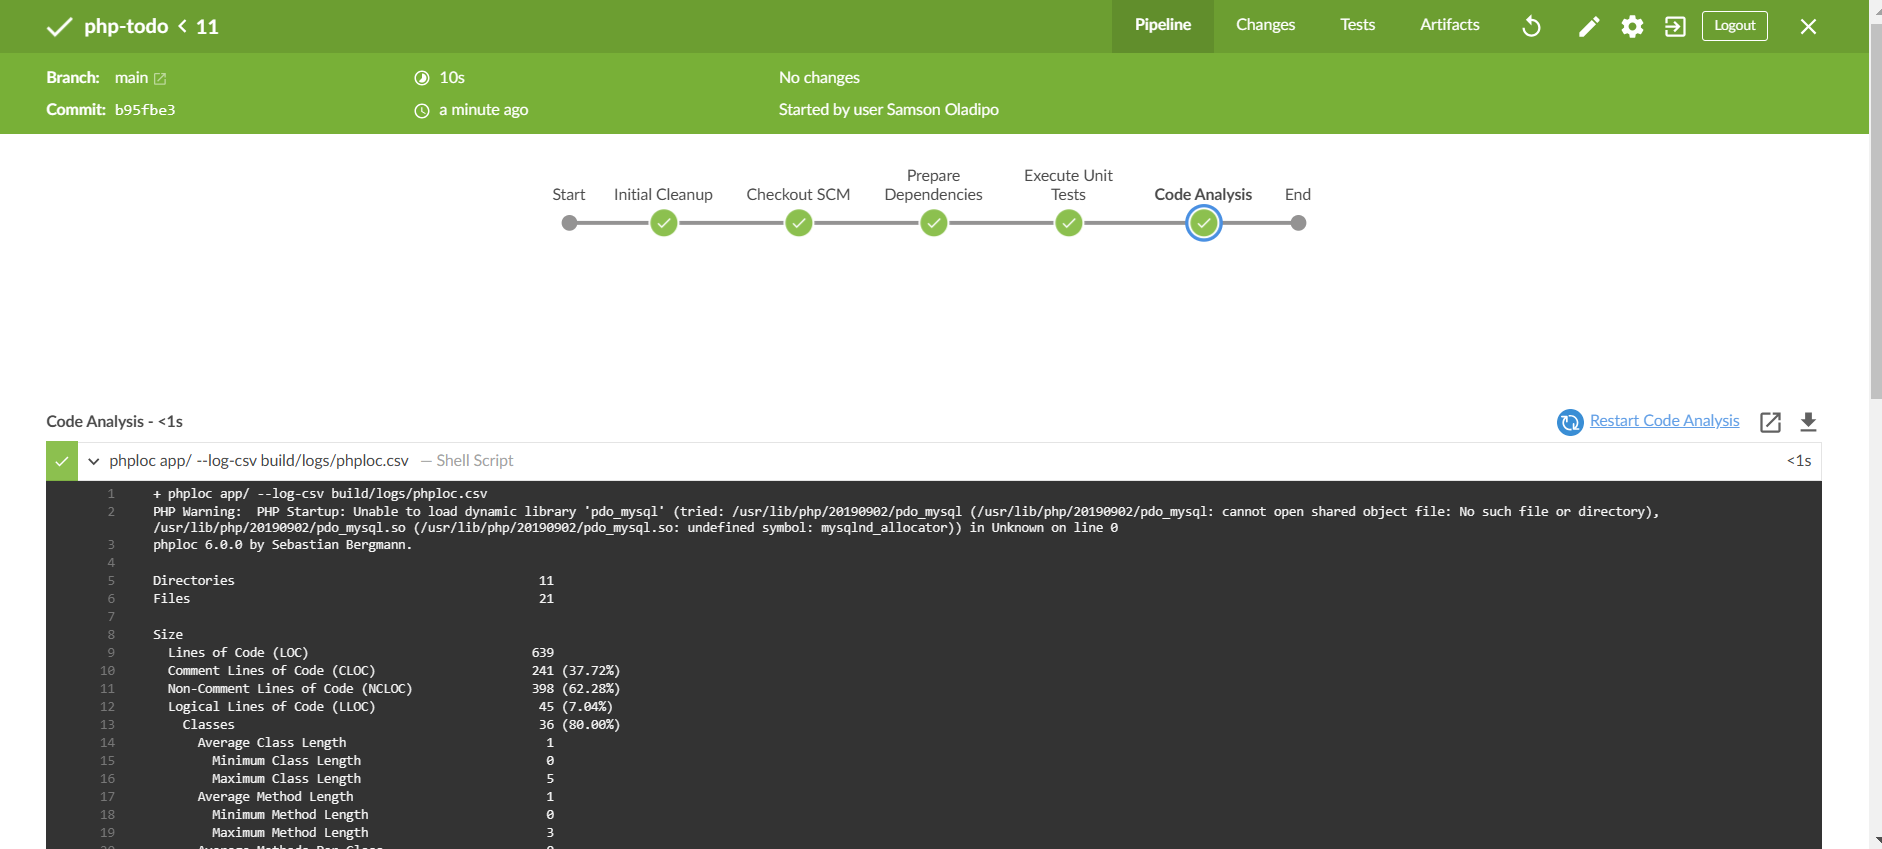 php-todo < 11
Pipeline
Changes
Tests
Artifacts
Logout
Branch: main
10s
No changes
Commit: b95fbe3
a minute ago
Started by user Samson Oladipo
Start
Initial Cleanup
Checkout SCM
Prepare
Dependencies
Execute Unit
Tests
Code Analysis
End
Code Analysis - <1s
Restart Code Analysis
phploc app/ --log-csv build/logs/phploc.csv — Shell Script
<1s
1 + phploc app/ --log-csv build/logs/phploc.csv
2 PHP Warning:  PHP Startup: Unable to load dynamic library 'pdo_mysql' (tried: /usr/lib/php/20190902/pdo_mysql (/usr/lib/php/20190902/pdo_mysql: cannot open shared object file: No such file or directory),
/usr/lib/php/20190902/pdo_mysql.so (/usr/lib/php/20190902/pdo_mysql.so: undefined symbol: mysqlnd_allocator)) in Unknown on line 0
3 phploc 6.0.0 by Sebastian Bergmann.
4
5 Directories 11
6 Files 21
7
8 Size
9 Lines of Code (LOC) 639
10 Comment Lines of Code (CLOC) 241 (37.72%)
11 Non-Comment Lines of Code (NCLOC) 398 (62.28%)
12 Logical Lines of Code (LLOC) 45 (7.04%)
13 Classes 36 (80.00%)
14 Average Class Length 1
15 Minimum Class Length 0
16 Maximum Class Length 5
17 Average Method Length 1
18 Minimum Method Length 0
19 Maximum Method Length 3